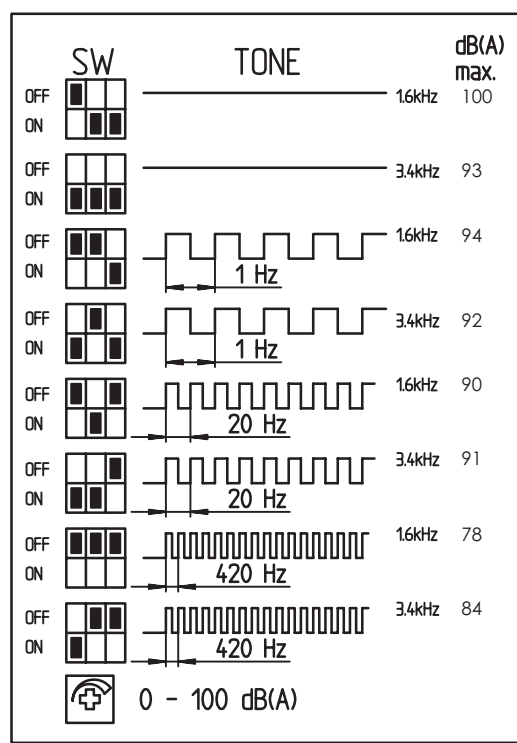 SW TONE dB(A) max.
OFF 1.6kHz 100
ON
OFF 3.4kHz 93
ON
OFF 1.6kHz 94
ON 1 Hz
OFF 3.4kHz 92
ON 1 Hz
OFF 1.6kHz 90
ON 20 Hz
OFF 3.4kHz 91
ON 20 Hz
OFF 1.6kHz 78
ON 420 Hz
OFF 3.4kHz 84
ON 420 Hz
0 - 100 dB(A)